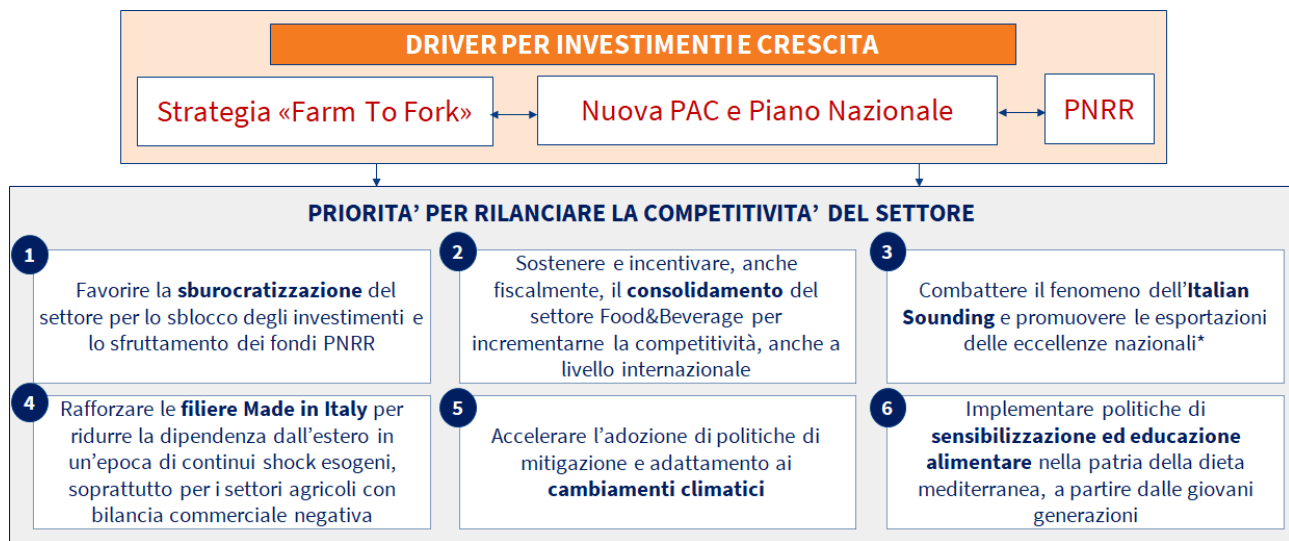 DRIVER PER INVESTIMENTI E CRESCITA
Strategia «Farm To Fork»
Nuova PAC e Piano Nazionale
PNRR
PRIORITA’ PER RILANCIARE LA COMPETITIVITA’ DEL SETTORE
1
Favorire la sburocratizzazione del
settore per lo sblocco degli investimenti e
lo sfruttamento dei fondi PNRR
2
Sostenere e incentivare, anche
fiscalmente, il consolidamento del
settore Food&Beverage per
incrementarne la competitività, anche a
livello internazionale
3
Combattere il fenomeno dell’Italian
Sounding e promuovere le esportazioni
delle eccellenze nazionali*
4
Rafforzare le filiere Made in Italy per
ridurre la dipendenza dall’estero in
un’epoca di continui shock esogeni,
soprattutto per i settori agricoli con
bilancia commerciale negativa
5
Accelerare l’adozione di politiche di
mitigazione e adattamento ai
cambiamenti climatici
6
Implementare politiche di
sensibilizzazione ed educazione
alimentare nella patria della dieta
mediterranea, a partire dalle giovani
generazioni